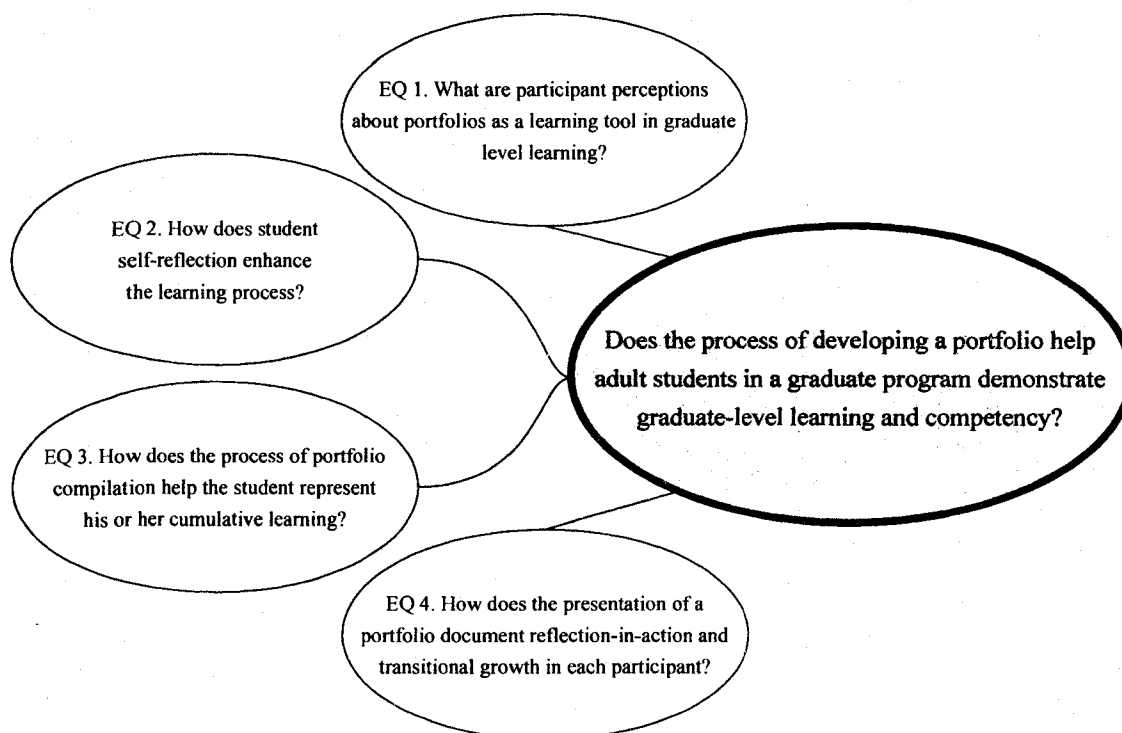 EQ 1. What are participant perceptions
about portfolios as a learning tool in graduate
level learning?
EQ 2. How does student
self-reflection enhance
the learning process?
Does the process of developing a portfolio help
adult students in a graduate program demonstrate
graduate-level learning and competency?
EQ 3. How does the process of portfolio
compilation help the student represent
his or her cumulative learning?
EQ 4. How does the presentation of a
portfolio document reflection-in-action and
transitional growth in each participant?